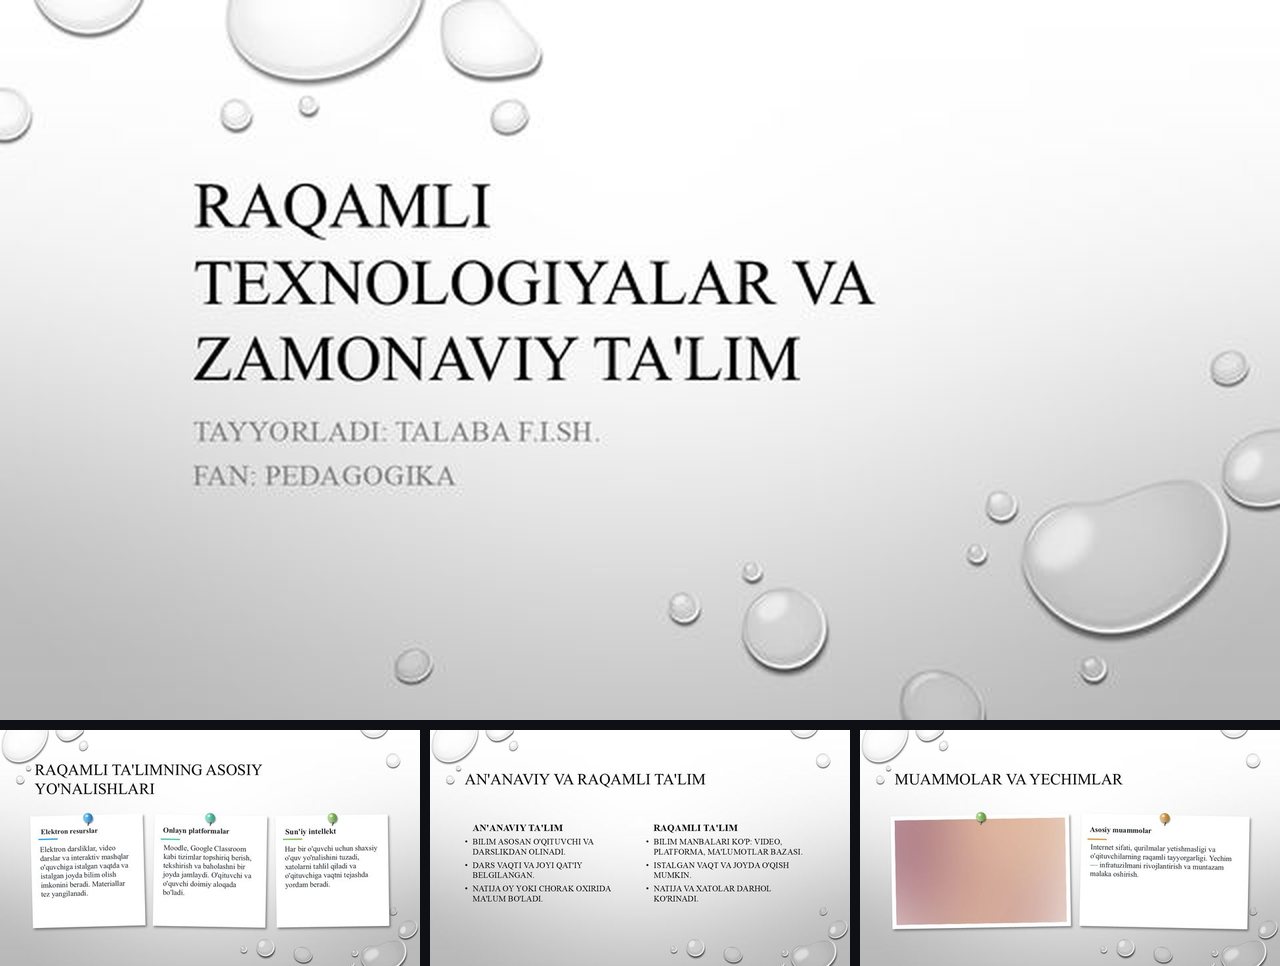 RAQAMLI
TEXNOLOGIYALAR VA
ZAMONAVIY TA'LIM
TAYYORLADI: TALABA F.I.SH.
FAN: PEDAGOGIKA
RAQAMLI TA'LIMNING ASOSIY
YO'NALISHLARI
Elektron resurslar
Elektron darsliklar, video
darslar va interaktiv mashqlar
o'quvchiga istalgan vaqtda va
istalgan joyda bilim olish
imkonini beradi. Materiallar
tez yangilanadi.
Onlayn platformalar
Moodle, Google Classroom
kabi tizimlar topshiriq berish,
tekshirish va baholashni bir
joyda jamlaydi. O'qituvchi va
o'quvchi doimiy aloqada
bo'ladi.
Sun'iy intellekt
Har bir o'quvchi uchun shaxsiy
o'quv yo'nalishini tuzadi,
xatolarni tahlil qiladi va
o'qituvchiga vaqtni tejashda
yordam beradi.
AN'ANAVIY VA RAQAMLI TA'LIM
AN'ANAVIY TA'LIM
• BILIM ASOSAN O'QITUVCHI VA
DARSLIKDAN OLINADI.
• DARS VAQTI VA JOYI QAT'IY
BELGILANGAN.
• NATIJA OY YOKI CHORAK OXIRIDA
MA'LUM BO'LADI.
RAQAMLI TA'LIM
• BILIM MANBALARI KO'P: VIDEO,
PLATFORMA, MA'LUMOTLAR BAZASI.
• ISTALGAN VAQT VA JOYDA O'QISH
MUMKIN.
• NATIJA VA XATOLAR DARHOL
KO'RINADI.
MUAMMOLAR VA YECHIMLAR
Asosiy muammolar
Internet sifati, qurilmalar yetishmasligi va
o'qituvchilarning raqamli tayyorgarligi. Yechim
— infratuzilmani rivojlantirish va muntazam
malaka oshirish.